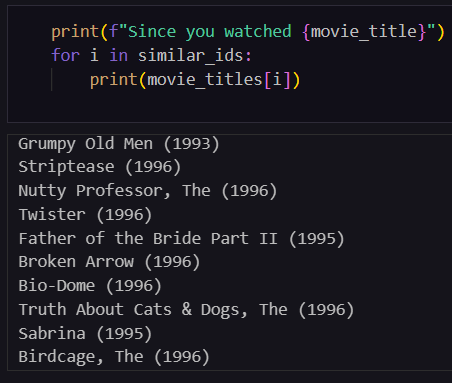 print(f"Since you watched {movie_title}")
for i in similar_ids:
    print(movie_titles[i])
Grumpy Old Men (1993)
Striptease (1996)
Nutty Professor, The (1996)
Twister (1996)
Father of the Bride Part II (1995)
Broken Arrow (1996)
Bio-Dome (1996)
Truth About Cats & Dogs, The (1996)
Sabrina (1995)
Birdcage, The (1996)